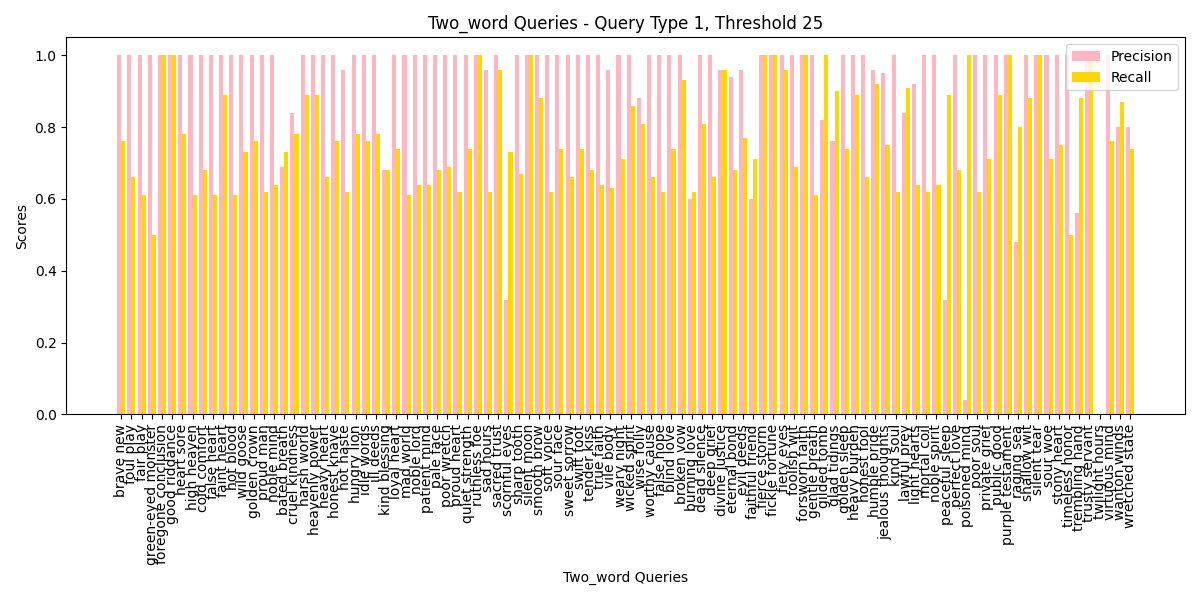 Two_word Queries - Query Type 1, Threshold 25
Precision
Recall
Scores
1.0
0.8
0.6
0.4
0.2
0.0
brave new
foul play
fair play
green-eyed monster
foregone conclusion
good riddance
heart sore
high heaven
cold comfort
false heart
faint heart
hot blood
wild goose
golden crown
proud man
noble mind
bated breath
cruel kindness
harsh world
heavenly power
heavy heart
honest knave
hot haste
hungry lion
idle words
ill deeds
kind blessing
loyal heart
mad world
noble lord
patient mind
pale face
poor wretch
proud heart
quiet strength
ruthless foe
sad hours
sacred trust
scornful eyes
sharp tooth
silent moon
smooth brow
soft voice
sour face
sweet sorrow
swift foot
tender kiss
true faith
vile body
weary night
wicked spirit
wise folly
worthy cause
false hope
blind love
broken vow
burning love
dead silence
deep grief
divine justice
eternal bond
evil deeds
faithful friend
fierce storm
fickle fortune
fiery eyes
foolish wit
forsworn faith
gentle breath
gilded tomb
glad tidings
golden sleep
heavy burden
honest fool
humble pride
jealous thoughts
kind soul
lawful prey
light hearts
mortal coil
noble spirit
peaceful sleep
perfect love
poisoned mind
poor soul
private grief
public good
purple testament
raging sea
shallow wit
silent tear
sour woe
stony heart
timeless honor
trembling hand
trusty servant
twilight hours
virtuous mind
wanton wind
wretched state
Two_word Queries